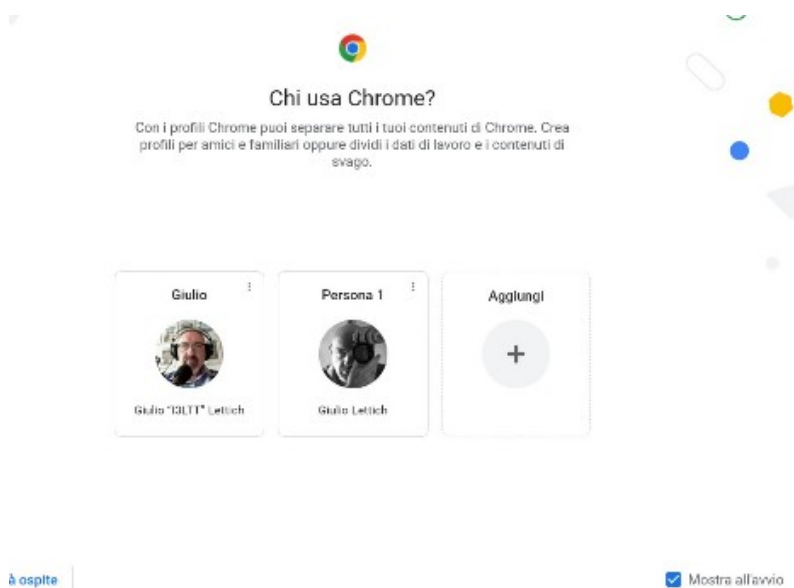 Chi usa Chrome?
Con i profili Chrome puoi separare tutti i tuoi contenuti di Chrome. Crea
profili per amici e familiari oppure dividi i dati di lavoro e i contenuti di
svago.
Giulio
Persona 1
Aggiungi
Giulio "I3LTT" Lettich
Giulio Lettich
à ospite
Mostra all'avvio